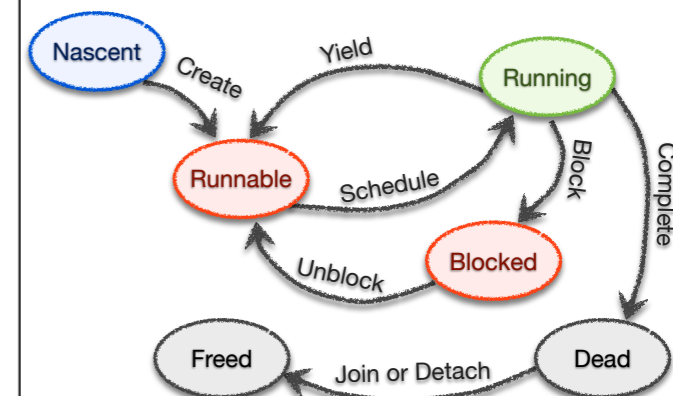 Nascent
Create
Yield
Running
Runnable
Schedule
Block
Complete
Blocked
Unblock
Freed
Join or Detach
Dead